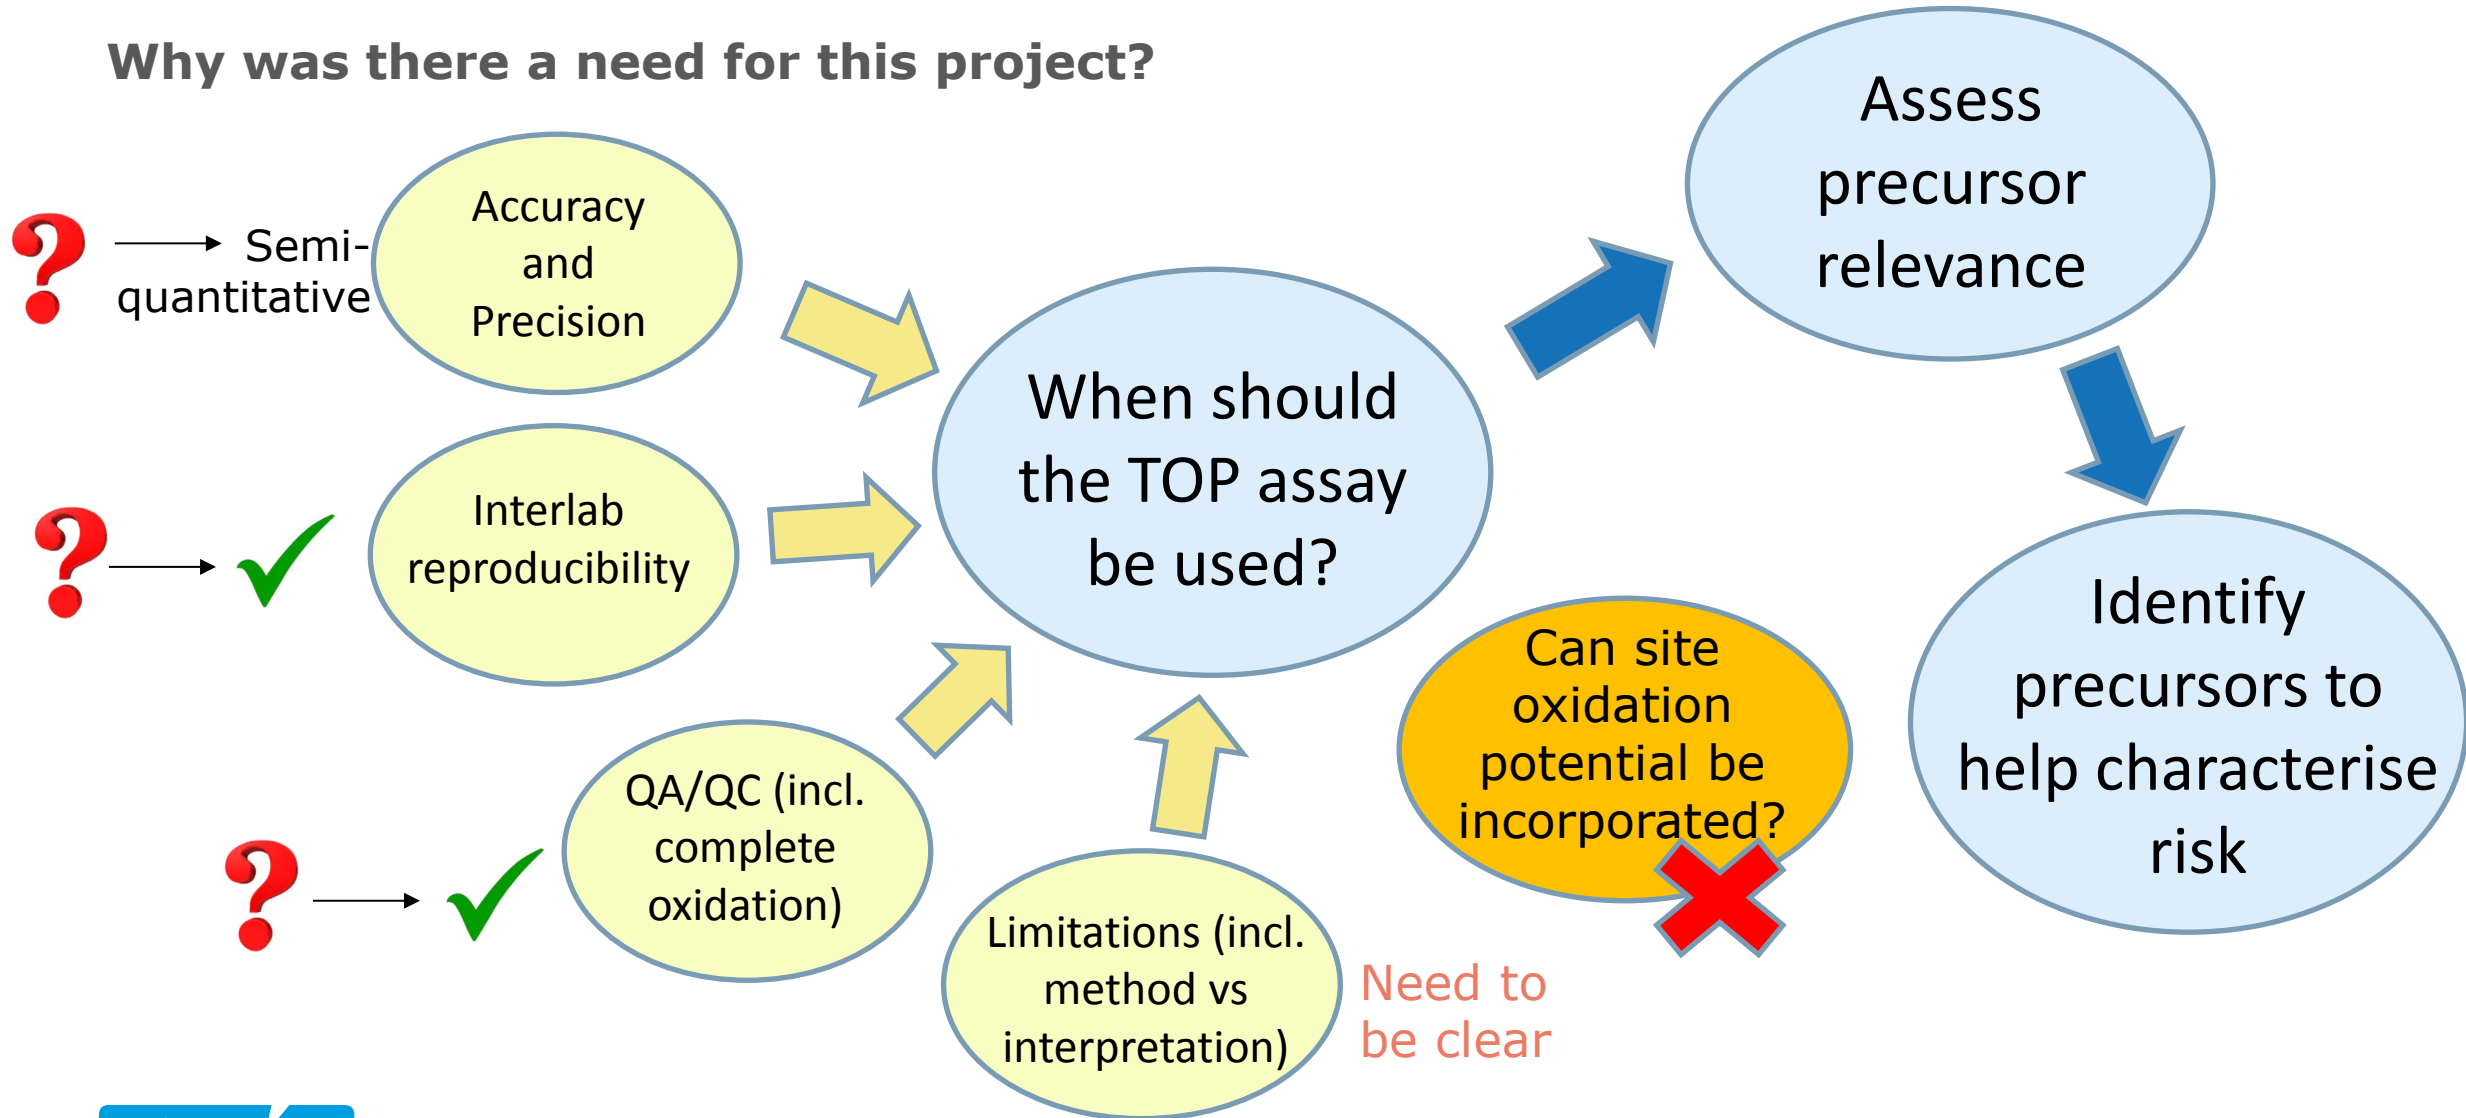 Why was there a need for this project?
Semi-
quantitative
Accuracy
and
Precision
Interlab
reproducibility
QA/QC (incl.
complete
oxidation)
Limitations (incl.
method vs
interpretation)
Need to
be clear
When should
the TOP assay
be used?
Can site
oxidation
potential be
incorporated?
Assess
precursor
relevance
Identify
precursors to
help characterise
risk